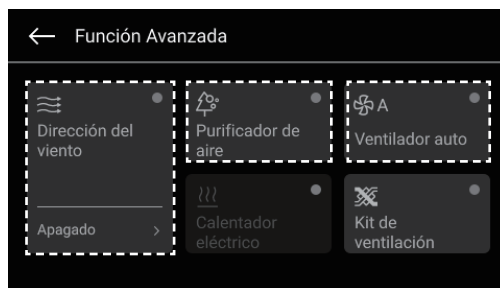 Función Avanzada
Dirección del
viento
Apagado
Purificador de
aire
A
Ventilador auto
Calentador
eléctrico
Kit de
ventilación